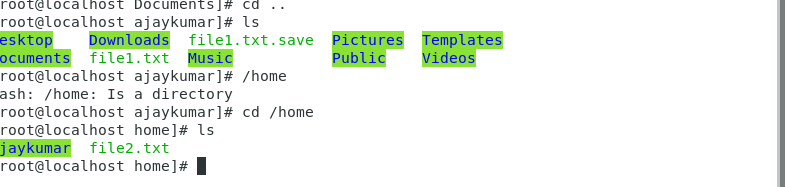 root@localhost Documents]# cd ..
root@localhost ajaykumar]# ls
esktop Downloads file1.txt.save Pictures Templates
ocuments file1.txt Music Public Videos
root@localhost ajaykumar]# /home
ash: /home: Is a directory
root@localhost ajaykumar]# cd /home
root@localhost home]# ls
jaykumar file2.txt
root@localhost home]#